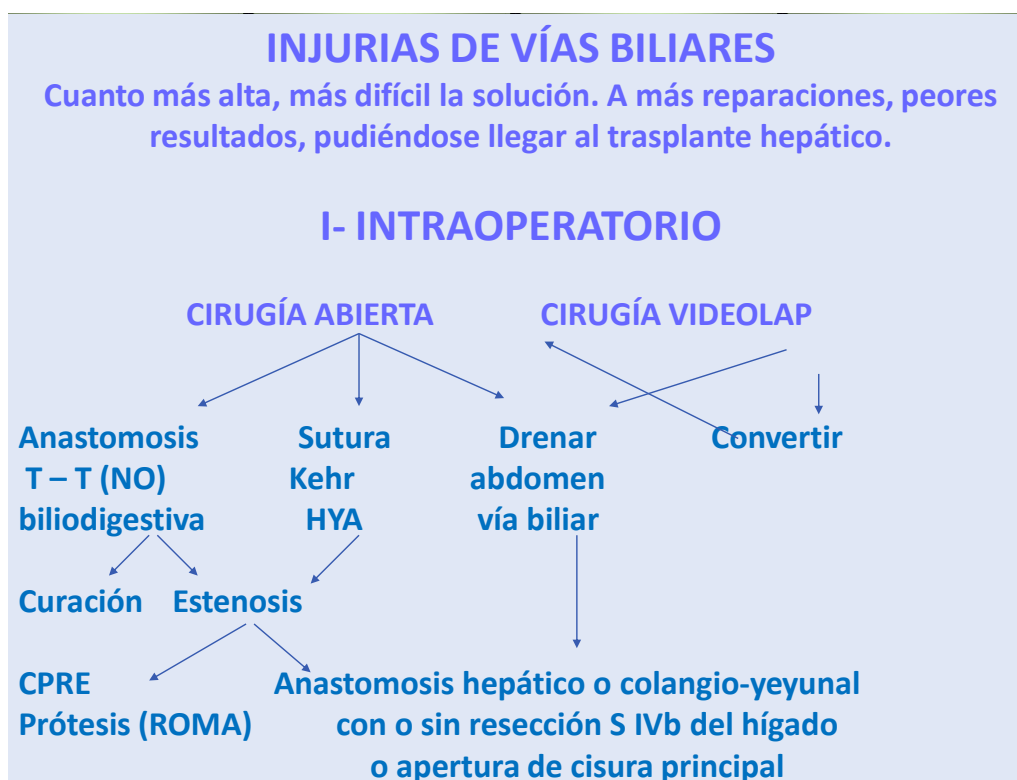 INJURIAS DE VÍAS BILIARES
Cuanto más alta, más difícil la solución. A más reparaciones, peores
resultados, pudiéndose llegar al trasplante hepático.
I- INTRAOPERATORIO
CIRUGÍA ABIERTA CIRUGÍA VIDEOLAP
Anastomosis Sutura Drenar Convertir
T – T (NO) Kehr abdomen
biliodigestiva HYA vía biliar
Curación Estenosis
CPRE Anastomosis hepático o colangio-yeyunal
Prótesis (ROMA) con o sin resección S IVb del hígado
o apertura de cisura principal